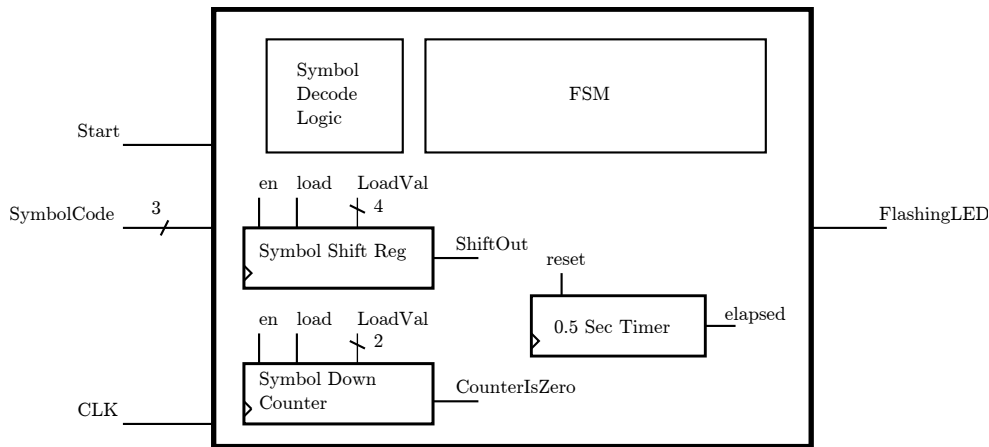 Symbol
Decode
Logic
FSM
Start
en load LoadVal
4
SymbolCode
3
FlashingLED
Symbol Shift Reg
ShiftOut
reset
en load LoadVal
2
0.5 Sec Timer
elapsed
Symbol Down
Counter
CounterIsZero
CLK